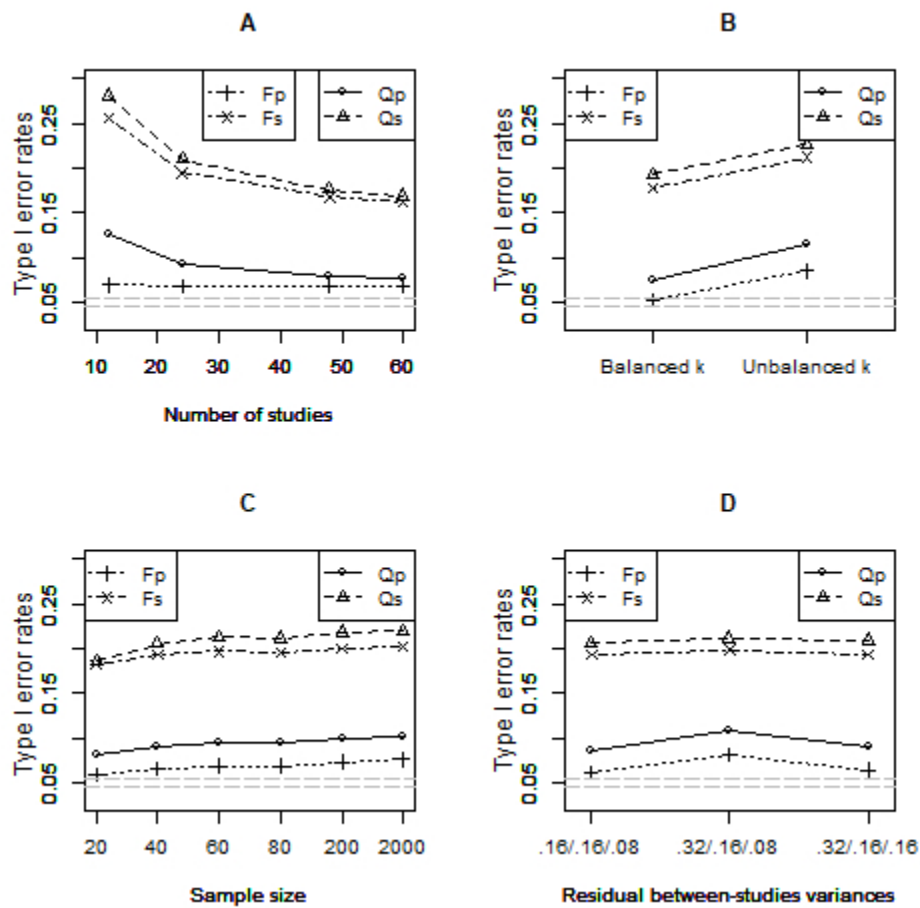 A
Type I error rates
0.25
0.15
0.05
Fp
Fs
Qp
Qs
10 20 30 40 50 60
Number of studies
B
Type I error rates
0.25
0.15
0.05
Fp
Fs
Qp
Qs
Balanced k Unbalanced k
C
Type I error rates
0.25
0.15
0.05
Fp
Fs
Qp
Qs
20 40 60 80 200 2000
Sample size
D
Type I error rates
0.25
0.15
0.05
Fp
Fs
Qp
Qs
.16/.16/.08 .32/.16/.08 .32/.16/.16
Residual between-studies variances